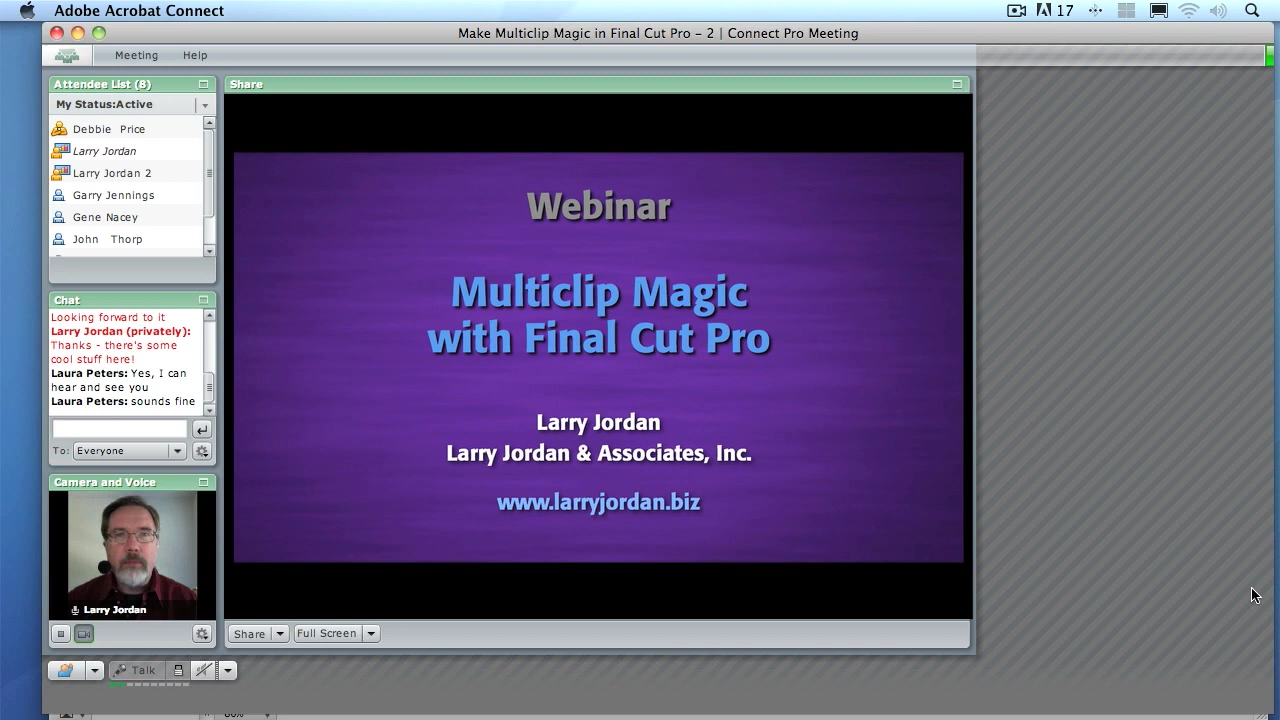 Adobe Acrobat Connect
17
Make Multiclip Magic in Final Cut Pro - 2 | Connect Pro Meeting
Meeting Help
Attendee List (8)
My Status:Active
Debbie Price
Larry Jordan
Larry Jordan 2
Garry Jennings
Gene Nacey
John Thorp
Chat
Looking forward to it
Larry Jordan (privately):
Thanks - there's some
cool stuff here!
Laura Peters: Yes, I can
hear and see you
Laura Peters: sounds fine
To: Everyone
Camera and Voice
Larry Jordan
Talk
Share
Webinar
Multiclip Magic
with Final Cut Pro
Larry Jordan
Larry Jordan & Associates, Inc.
www.larryjordan.biz
Share Full Screen